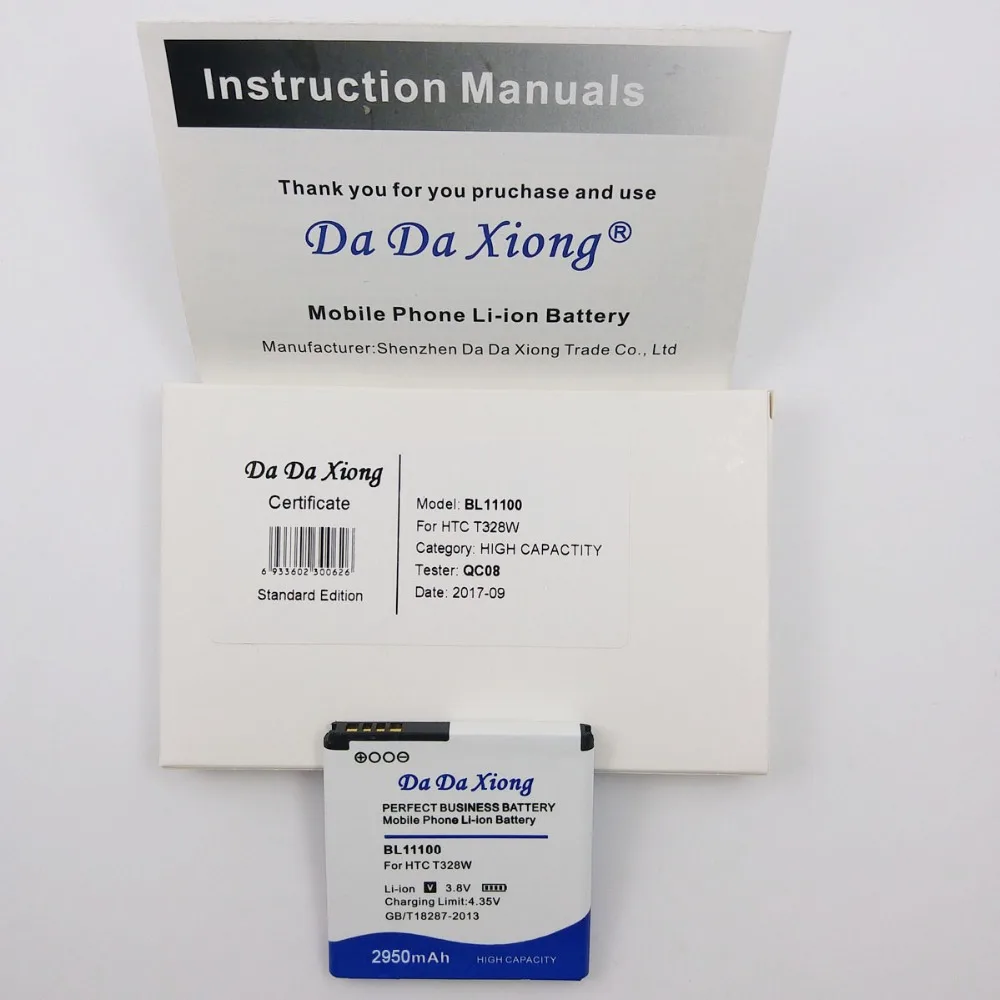 Instruction Manuals
Thank you for you pruchase and use
Da Da Xiong®
Mobile Phone Li-ion Battery
Manufacturer:Shenzhen Da Da Xiong Trade Co., Ltd
Da Da Xiong
Certificate
6 933602 300626
Standard Edition
Model: BL11100
For HTC T328W
Category: HIGH CAPACTITY
Tester: QC08
Date: 2017-09
Da Da Xiong
PERFECT BUSINESS BATTERY
Mobile Phone Li-ion Battery
BL11100
For HTC T328W
Li-ion V 3.8V
Charging Limit:4.35V
GB/T18287-2013
2950mAh HIGH CAPACITY